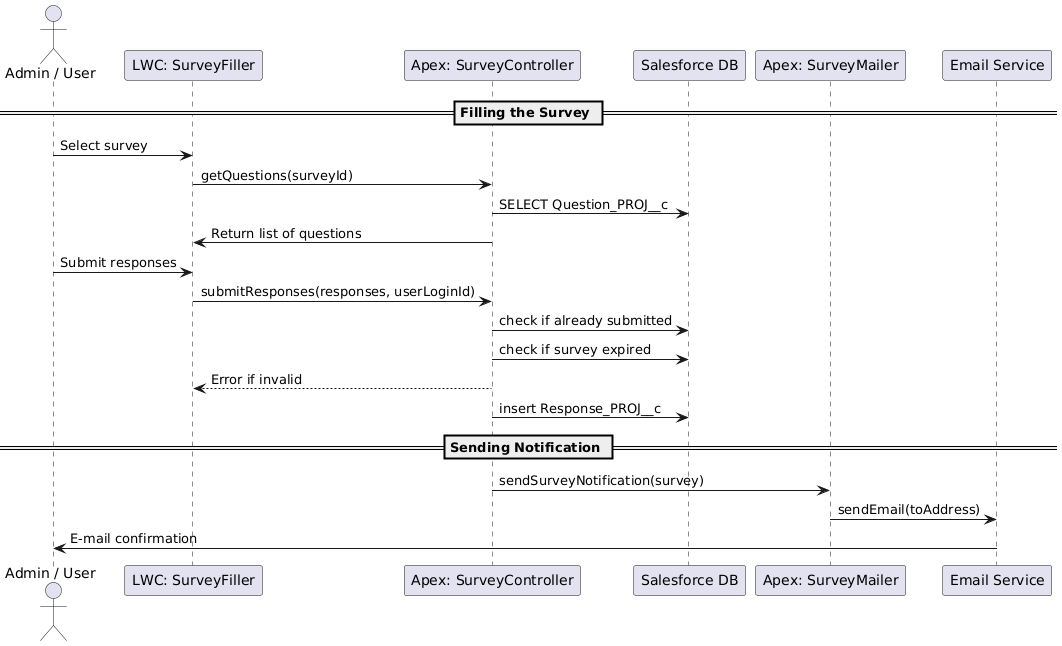 Admin / User
LWC: SurveyFiller
Apex: SurveyController
Salesforce DB
Apex: SurveyMailer
Email Service
Filling the Survey
Select survey
getQuestions(surveyId)
SELECT Question_PROJ__c
Return list of questions
Submit responses
submitResponses(responses, userLoginId)
check if already submitted
check if survey expired
Error if invalid
insert Response_PROJ__c
Sending Notification
sendSurveyNotification(survey)
sendEmail(toAddress)
E-mail confirmation
Admin / User
LWC: SurveyFiller
Apex: SurveyController
Salesforce DB
Apex: SurveyMailer
Email Service